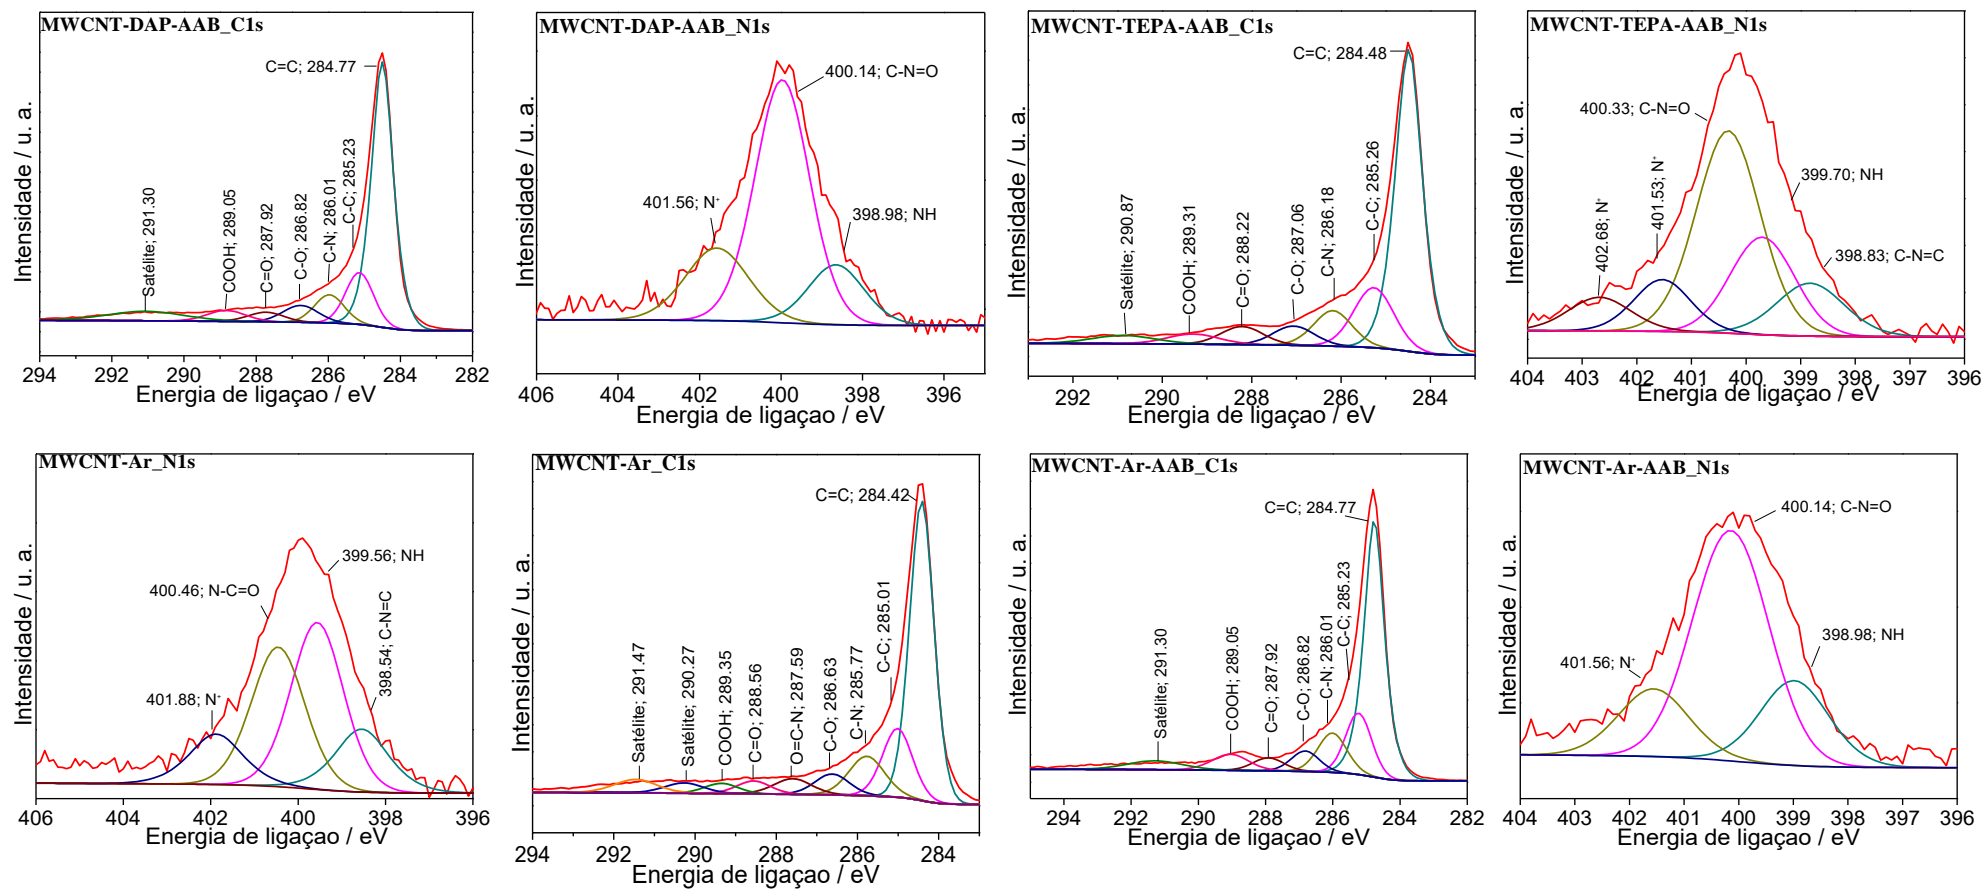 MWCNT-DAP-AAB_C1s
C=C; 284.77
C-C; 285.23
C-N; 286.01
C-O; 286.82
C=O; 287.92
COOH; 289.05
Satélite; 291.30
Intensidade / u. a.
294 292 290 288 286 284 282
Energia de ligaçao / eV
MWCNT-DAP-AAB_N1s
400.14; C-N=O
401.56; N+
398.98; NH
Intensidade / u. a.
406 404 402 400 398 396
Energia de ligaçao / eV
MWCNT-TEPA-AAB_C1s
C=C; 284.48
C-C; 285.26
C-N; 286.18
C-O; 287.06
C=O; 288.22
COOH; 289.31
Satélite; 290.87
Intensidade / u. a.
292 290 288 286 284
Energia de ligaçao / eV
MWCNT-TEPA-AAB_N1s
400.33; C-N=O
401.53; N+
402.68; N+
399.70; NH
398.83; C-N=C
Intensidade / u. a.
404 403 402 401 400 399 398 397 396
Energia de ligaçao / eV
MWCNT-Ar_N1s
399.56; NH
400.46; N-C=O
398.54; C-N=C
401.88; N+
Intensidade / u. a.
406 404 402 400 398 396
Energia de ligaçao / eV
MWCNT-Ar_C1s
C=C; 284.42
C-C; 285.01
C-N; 285.77
C-O; 286.63
O=C-N; 287.59
C=O; 288.56
COOH; 289.35
Satélite; 290.27
Satélite; 291.47
Intensidade / u. a.
294 292 290 288 286 284
Energia de ligaçao / eV
MWCNT-Ar-AAB_C1s
C=C; 284.77
C-C; 285.23
C-N; 286.01
C-O; 286.82
C=O; 287.92
COOH; 289.05
Satélite; 291.30
Intensidade / u. a.
294 292 290 288 286 284 282
Energia de ligaçao / eV
MWCNT-Ar-AAB_N1s
400.14; C-N=O
398.98; NH
401.56; N+
Intensidade / u. a.
404 403 402 401 400 399 398 397 396
Energia de ligaçao / eV